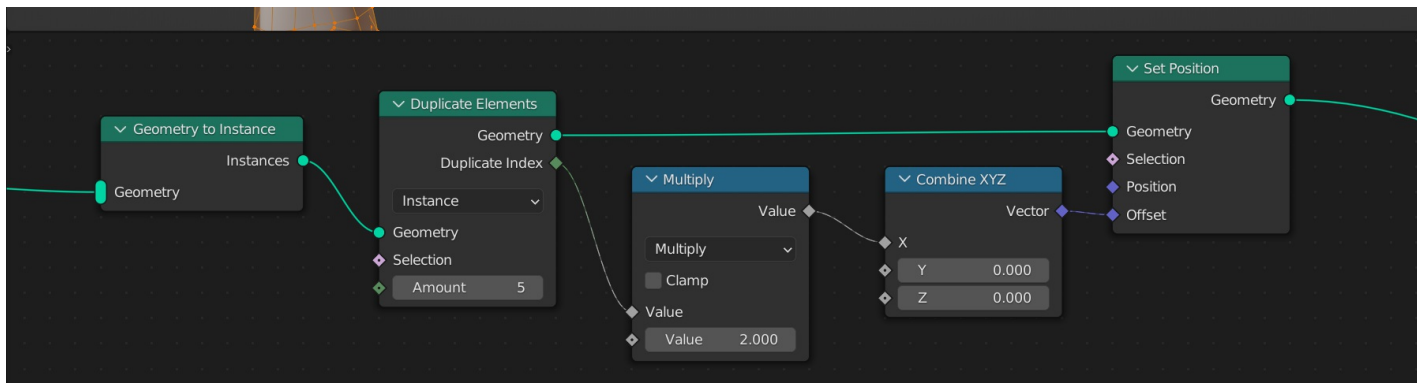 Geometry to Instance
Instances
Geometry
Duplicate Elements
Geometry
Duplicate Index
Instance
Geometry
Selection
Amount 5
Multiply
Value
Multiply
Clamp
Value
Value 2.000
Combine XYZ
Vector
X
Y 0.000
Z 0.000
Set Position
Geometry
Geometry
Selection
Position
Offset